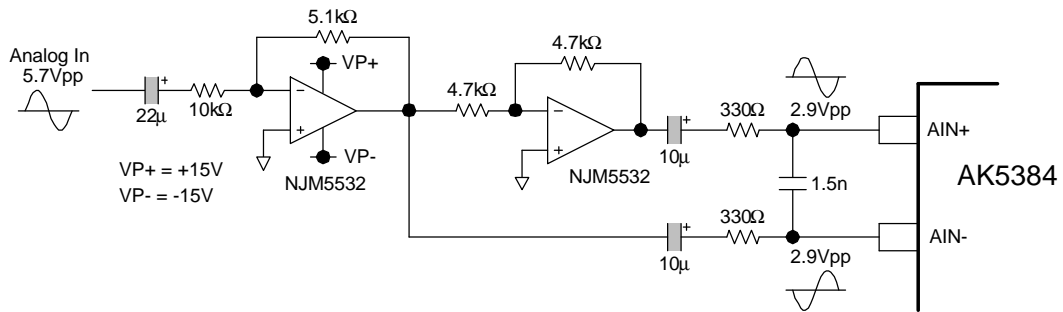 5.1kΩ
Analog In
5.7Vpp
VP+
4.7kΩ
4.7kΩ
330Ω
2.9Vpp
+
10kΩ
22µ
−
+
−
+
+
10µ
AIN+
VP+ = +15V
VP- = -15V
VP-
NJM5532
NJM5532
1.5n
AK5384
330Ω
+
10µ
2.9Vpp
AIN-